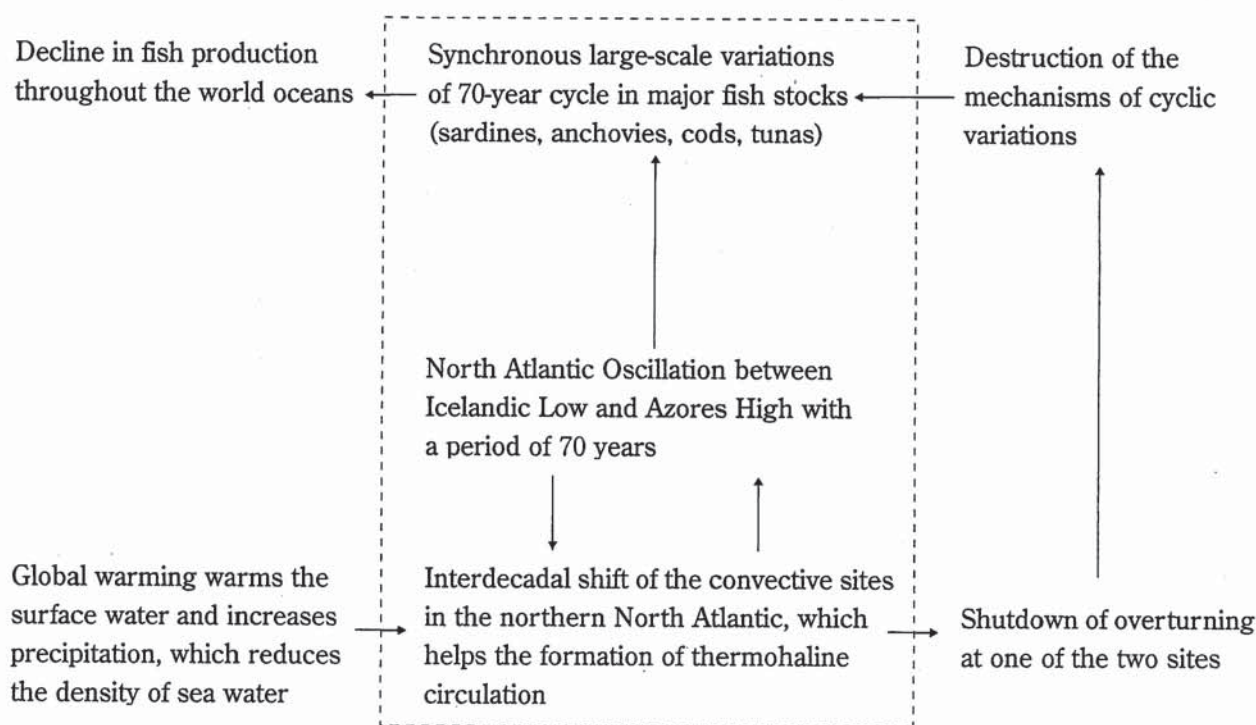 Decline in fish production
throughout the world oceans
Synchronous large-scale variations
of 70-year cycle in major fish stocks
(sardines, anchovies, cods, tunas)
Destruction of the
mechanisms of cyclic
variations
North Atlantic Oscillation between
Icelandic Low and Azores High with
a period of 70 years
Global warming warms the
surface water and increases
precipitation, which reduces
the density of sea water
Interdecadal shift of the convective sites
in the northern North Atlantic, which
helps the formation of thermohaline
circulation
Shutdown of overturning
at one of the two sites